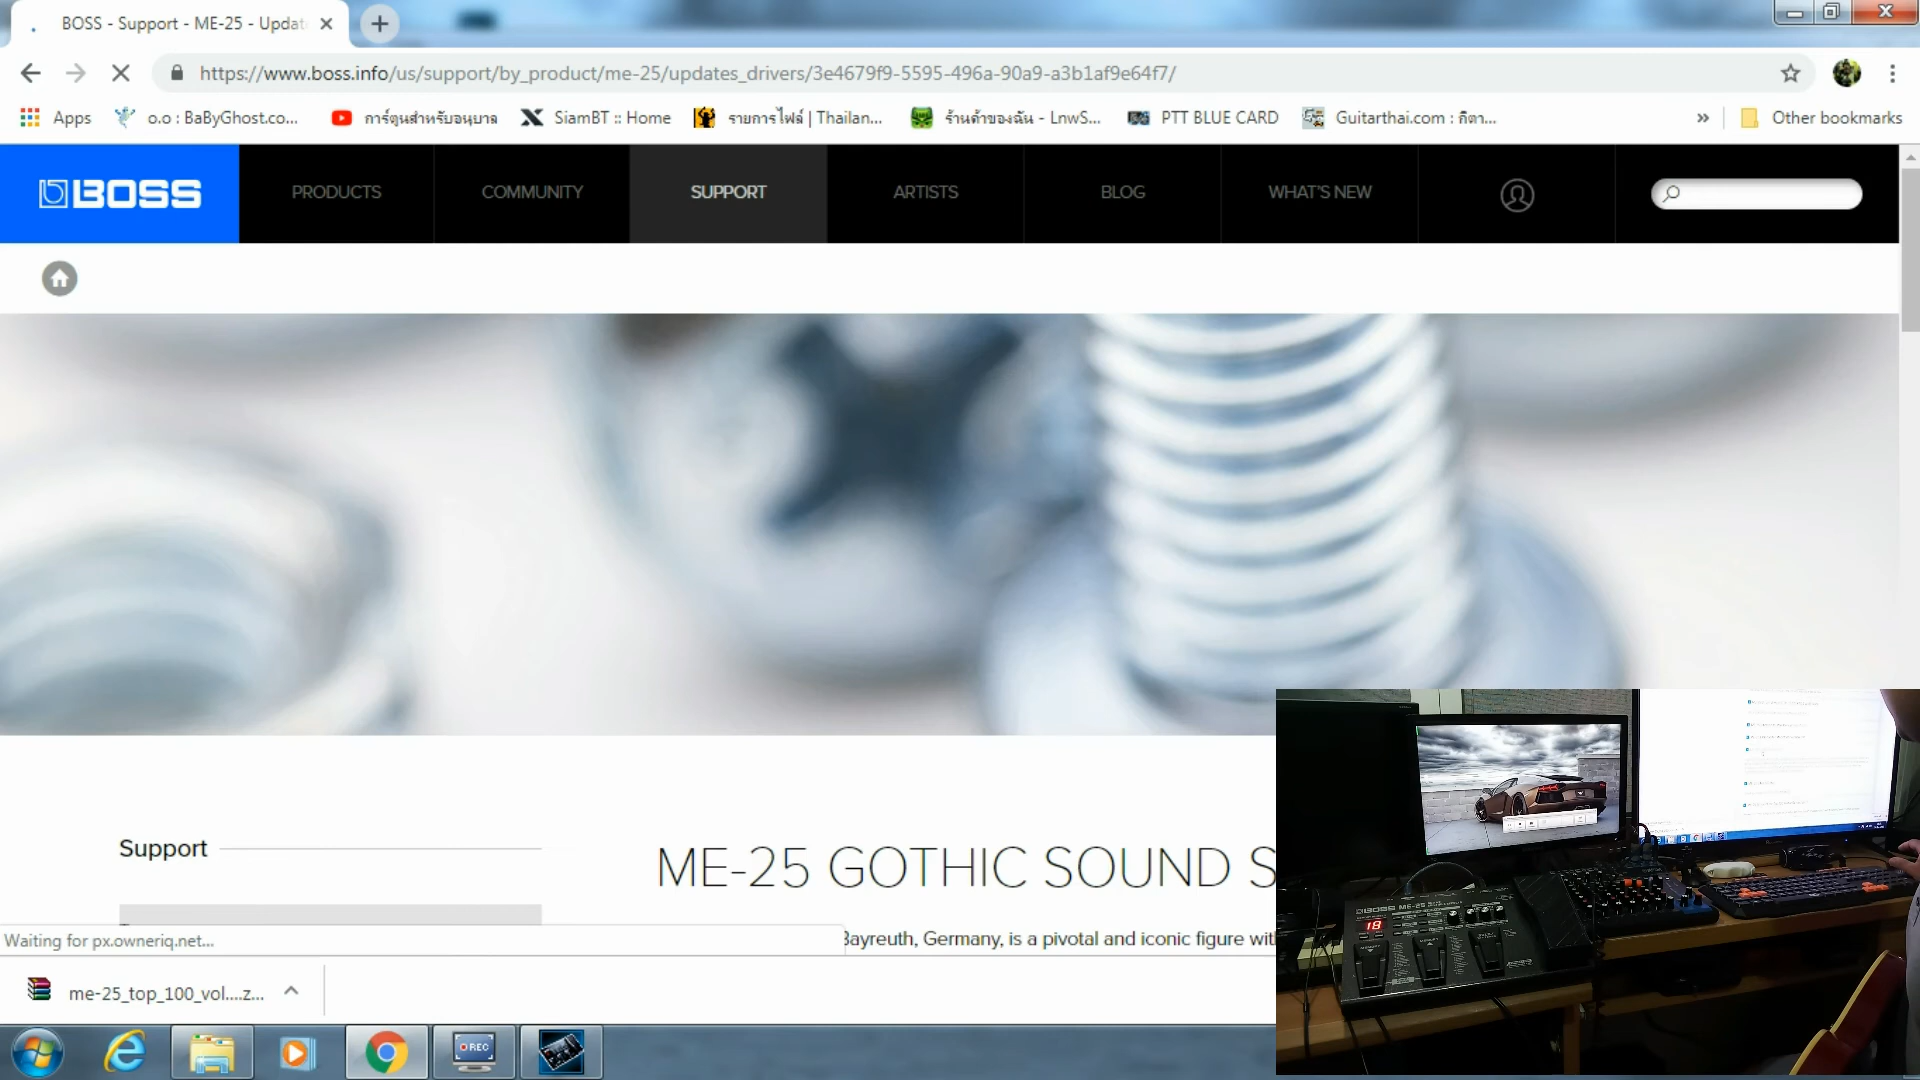 BOSS - Support - ME-25 - Updat
https://www.boss.info/us/support/by_product/me-25/updates_drivers/3e4679f9-5595-496a-90a9-a3b1af9e64f7/
Apps
o.o : BaByGhost.co...
การ์ตูนสำหรับอนุบาล
SiamBT :: Home
รายการไฟล์ | Thailan...
ร้านค้าของฉัน - LnwS...
PTT BLUE CARD
Guitarthai.com : กีตา...
»
Other bookmarks
BOSS
PRODUCTS
COMMUNITY
SUPPORT
ARTISTS
BLOG
WHAT'S NEW
Support
ME-25 GOTHIC SOUND S
Bayreuth, Germany, is a pivotal and iconic figure wit
Waiting for px.owneriq.net...
me-25_top_100_vol....z...
REC
BOSS ME-25
18